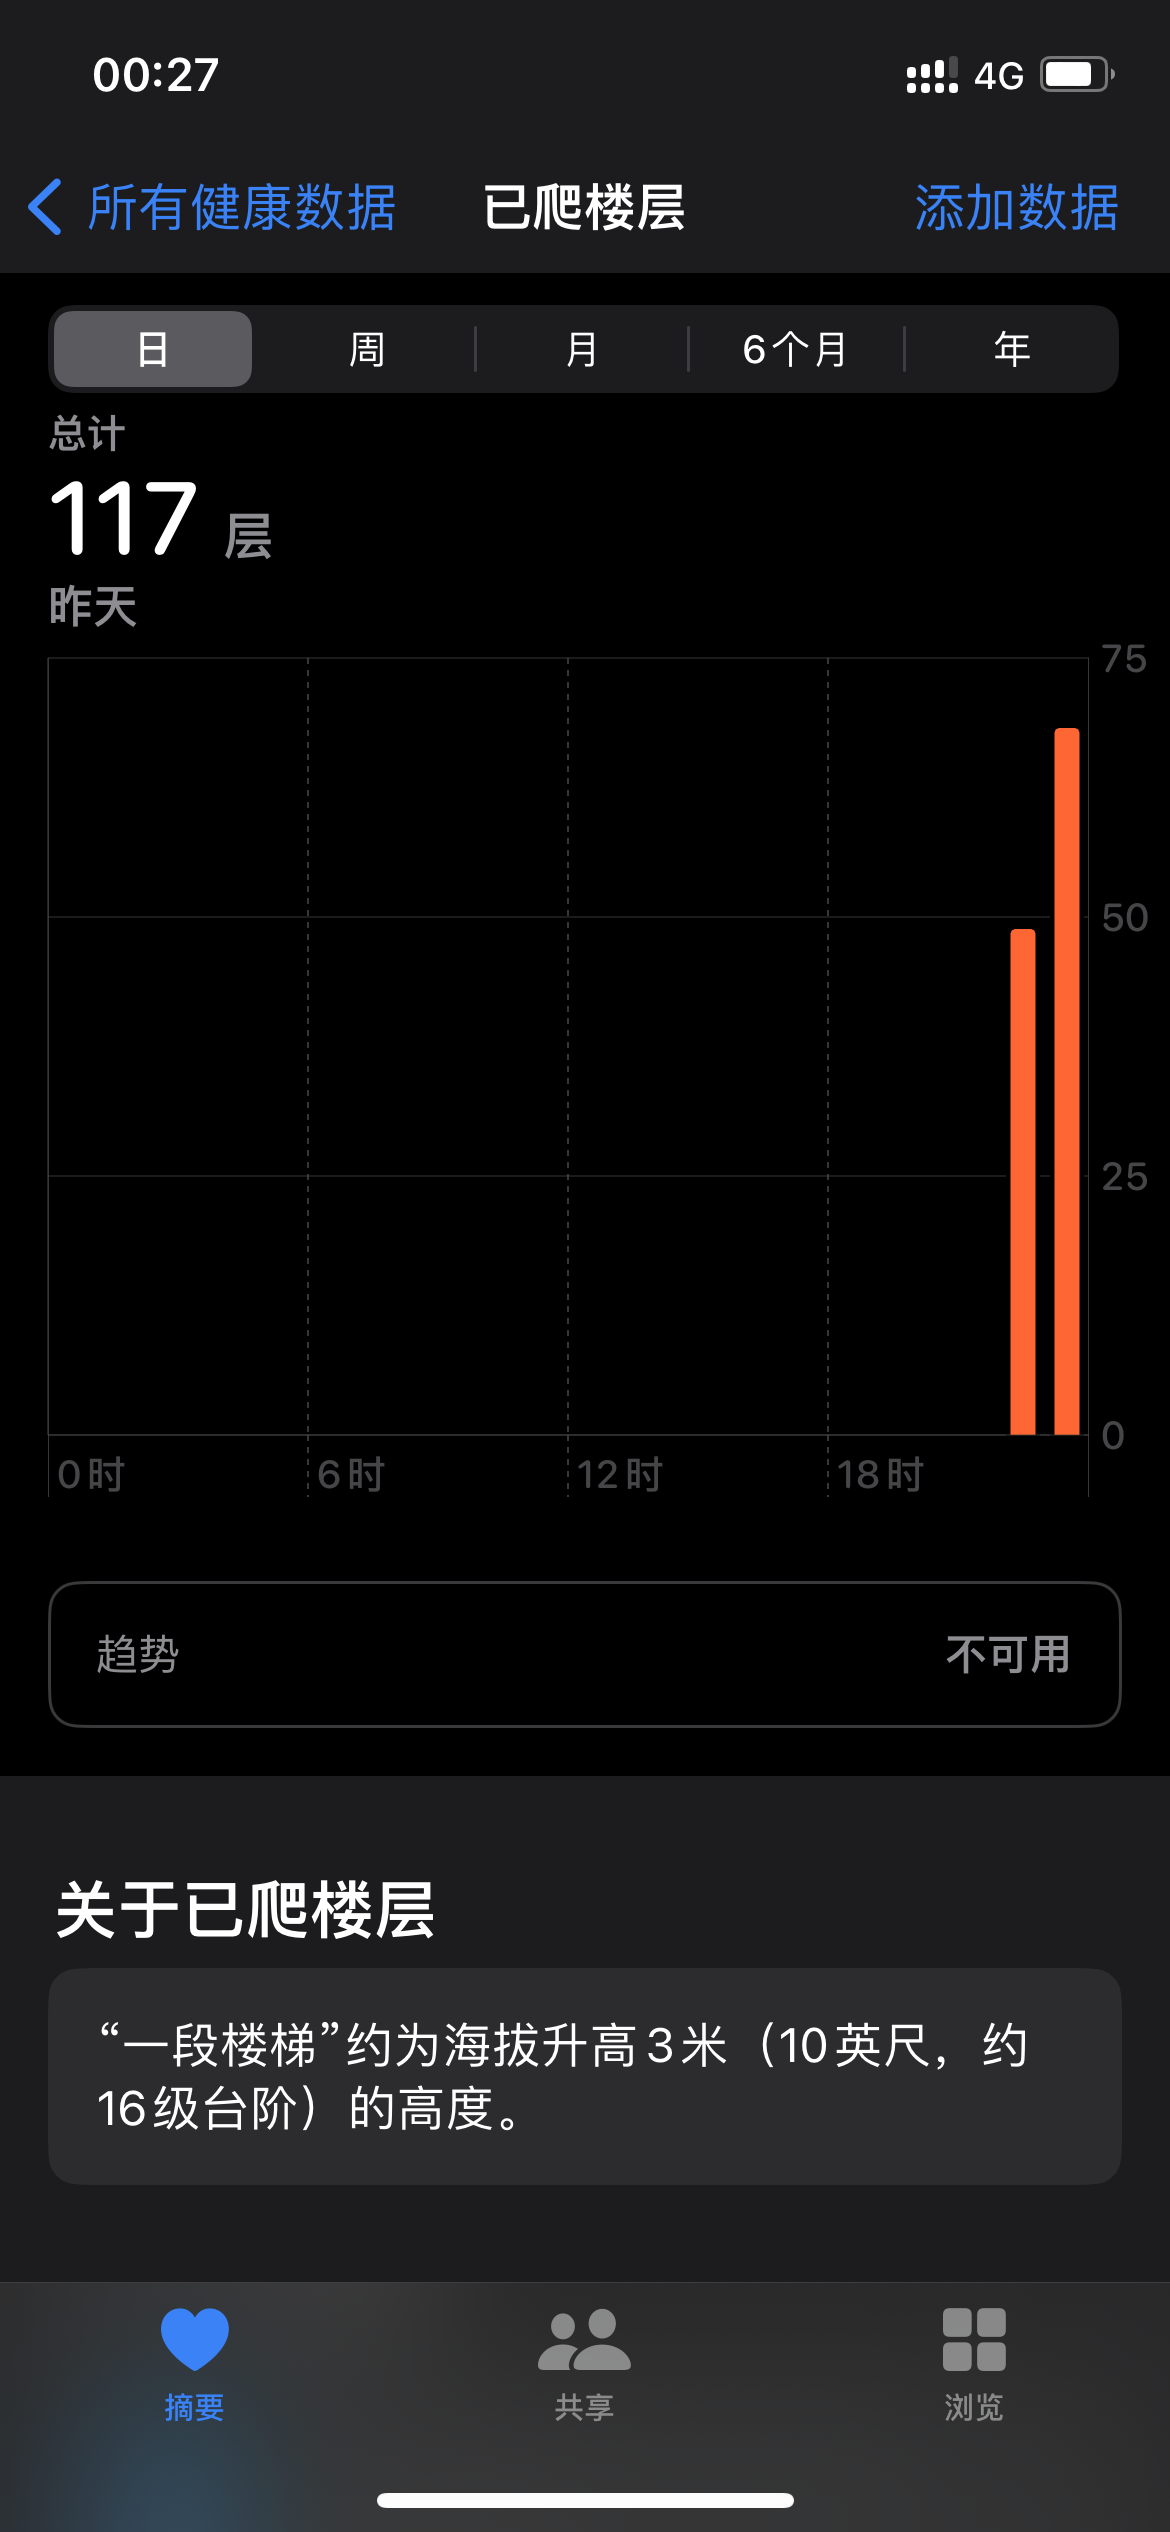 00:27
4G
所有健康数据
已爬楼层
添加数据
日
周
月
6个月
年
总计
117 层
昨天
75
50
25
0
0时
6时
12时
18时
趋势
不可用
关于已爬楼层
“一段楼梯”约为海拔升高 3 米（10 英尺，约
16 级台阶）的高度。
摘要
共享
浏览